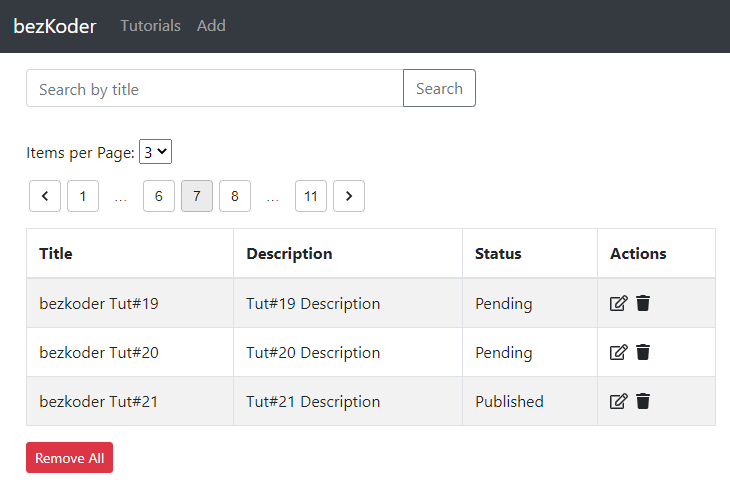 bezKoder Tutorials Add
Search by title Search
Items per Page: 3
1 ... 6 7 8 ... 11
Title Description Status Actions
bezkoder Tut#19 Tut#19 Description Pending
bezkoder Tut#20 Tut#20 Description Pending
bezkoder Tut#21 Tut#21 Description Published
Remove All